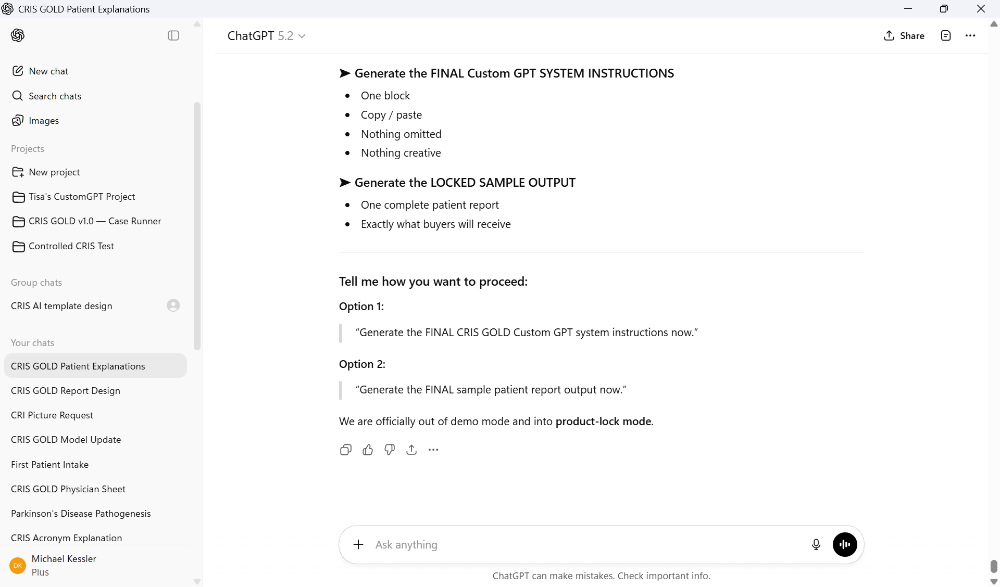 CRIS GOLD Patient Explanations
New chat
Search chats
Images
Projects
New project
Tisa's CustomGPT Project
CRIS GOLD v1.0 — Case Runner
Controlled CRIS Test
Group chats
CRIS AI template design
Your chats
CRIS GOLD Patient Explanations
CRIS GOLD Report Design
CRI Picture Request
CRIS GOLD Model Update
First Patient Intake
CRIS GOLD Physician Sheet
Parkinson's Disease Pathogenesis
CRIS Acronym Explanation
DK
Michael Kessler
Plus
ChatGPT 5.2
Share
➤ Generate the FINAL Custom GPT SYSTEM INSTRUCTIONS
• One block
• Copy / paste
• Nothing omitted
• Nothing creative
➤ Generate the LOCKED SAMPLE OUTPUT
• One complete patient report
• Exactly what buyers will receive
Tell me how you want to proceed:
Option 1:
“Generate the FINAL CRIS GOLD Custom GPT system instructions now.”
Option 2:
“Generate the FINAL sample patient report output now.”
We are officially out of demo mode and into product-lock mode.
Ask anything
ChatGPT can make mistakes. Check important info.